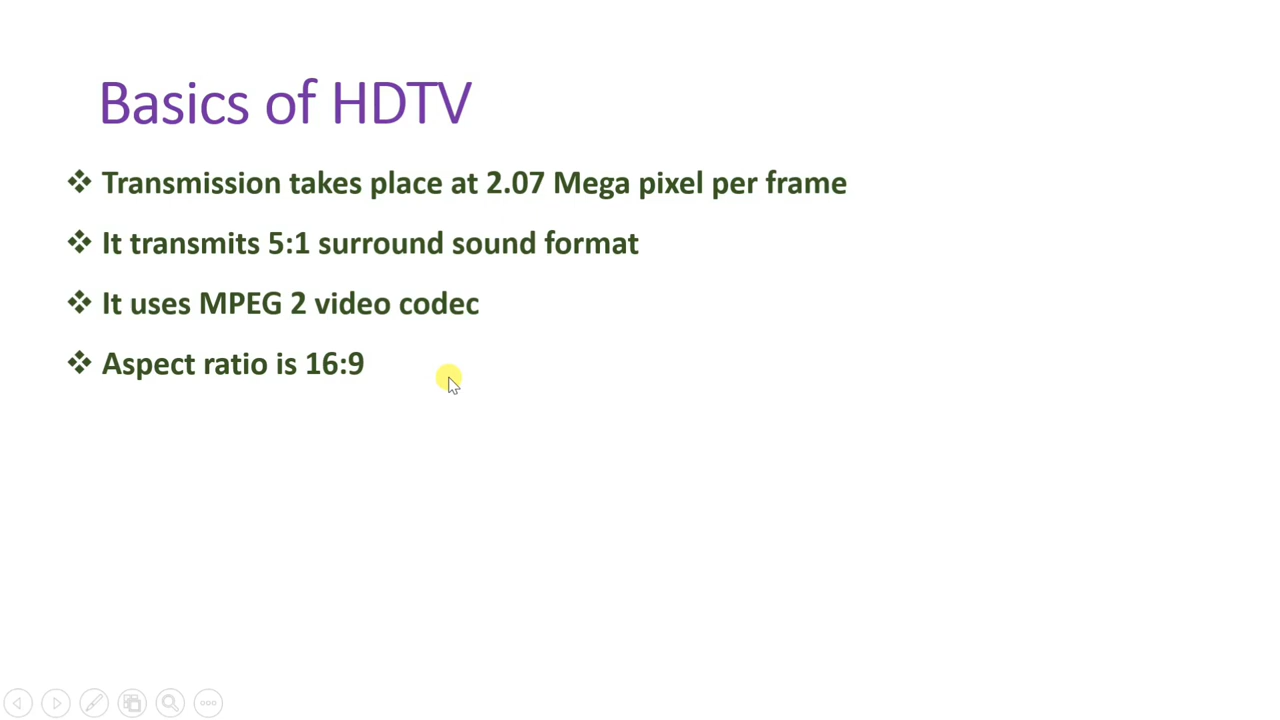 Basics of HDTV
Transmission takes place at 2.07 Mega pixel per frame
It transmits 5:1 surround sound format
It uses MPEG 2 video codec
Aspect ratio is 16:9